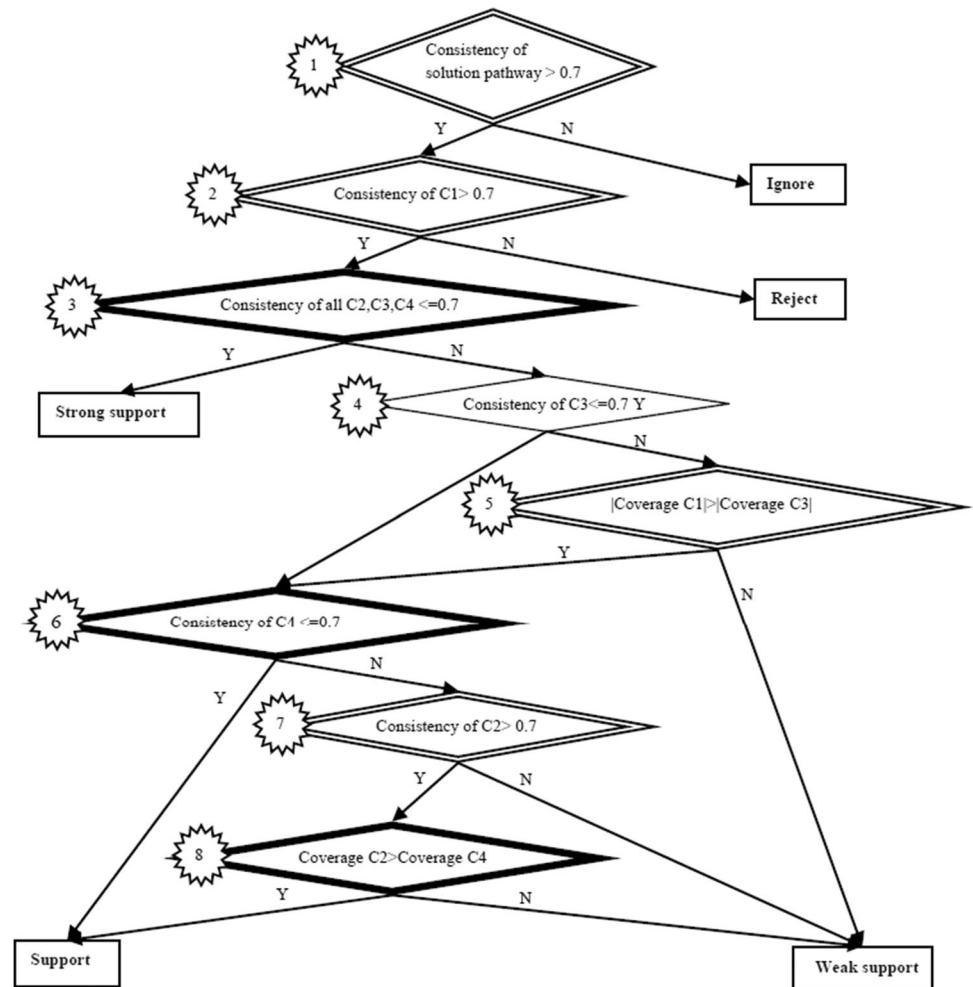 1
Consistency of
solution pathway > 0.7
Y
N
Ignore
2
Consistency of C1> 0.7
Y
N
Reject
3
Consistency of all C2,C3,C4 <=0.7
Y
N
Strong support
4
Consistency of C3<=0.7 Y
N
5
|Coverage C1|>|Coverage C3|
Y
N
6
Consistency of C4 <=0.7
Y
N
7
Consistency of C2> 0.7
Y
N
8
Coverage C2>Coverage C4
Y
N
Support
Weak support